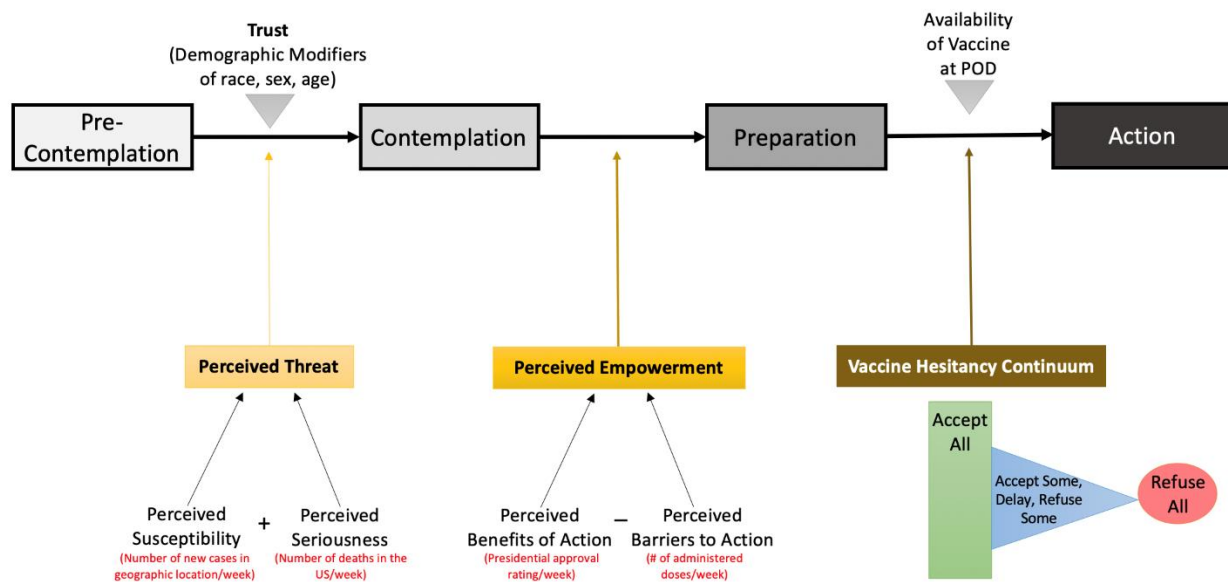 Trust
(Demographic Modifiers
of race, sex, age)
Availability
of Vaccine
at POD
Pre-
Contemplation
Contemplation
Preparation
Action
Perceived Threat
Perceived Empowerment
Vaccine Hesitancy Continuum
Perceived
Susceptibility
(Number of new cases in
geographic location/week)
+
Perceived
Seriousness
(Number of deaths in the
US/week)
Perceived
Benefits of Action
(Presidential approval
rating/week)
–
Perceived
Barriers to Action
(# of administered
doses/week)
Accept
All
Accept Some,
Delay, Refuse
Some
Refuse
All